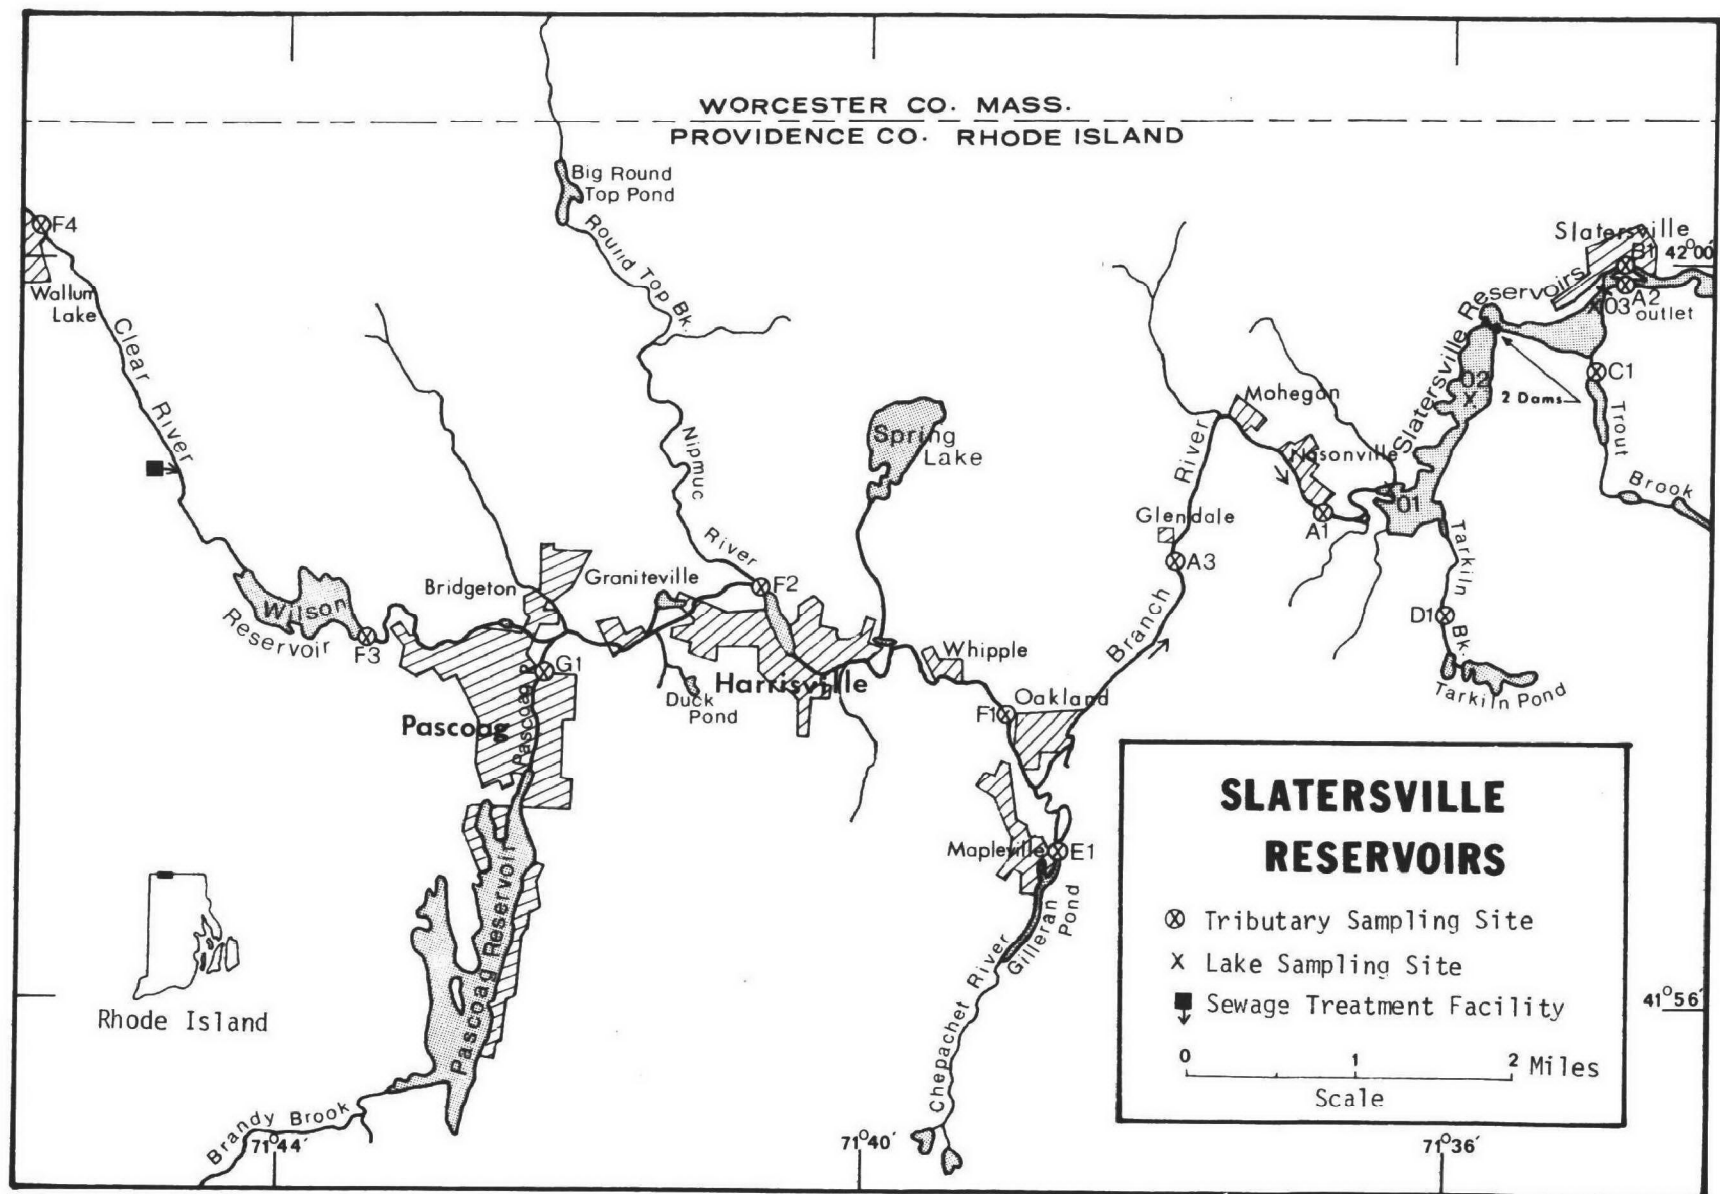 WORCESTER CO. MASS.
PROVIDENCE CO. RHODE ISLAND
Big Round
Top Pond
F4
Wallum
Lake
Clear River
Round Top Bk.
Slatersville
B1
42°00′
A2
outlet
03
Slatersville Reservoirs
C1
2 Dams
02
Trout
Brook
Mohegan
Nasonville
01
A1
Nipmuc
River
Spring
Lake
Glendale
A3
Branch River
Tarkiln
Bk.
D1
Tarkiln Pond
Bridgeton
Graniteville
F2
Wilson
Reservoir
F3
G1
Pascoag R.
Pascoag
Duck
Pond
Harrisville
Whipple
Oakland
F1
Mapleville
E1
Gilleran
Pond
Chepachet River
Pascoag Reservoir
Brandy Brook
Rhode Island
SLATERSVILLE
RESERVOIRS
Tributary Sampling Site
X Lake Sampling Site
Sewage Treatment Facility
0 1 2 Miles
Scale
41°56′
71°44′
71°40′
71°36′